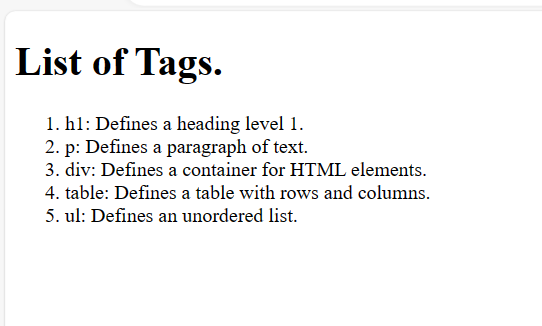 List of Tags.
1. h1: Defines a heading level 1.
2. p: Defines a paragraph of text.
3. div: Defines a container for HTML elements.
4. table: Defines a table with rows and columns.
5. ul: Defines an unordered list.